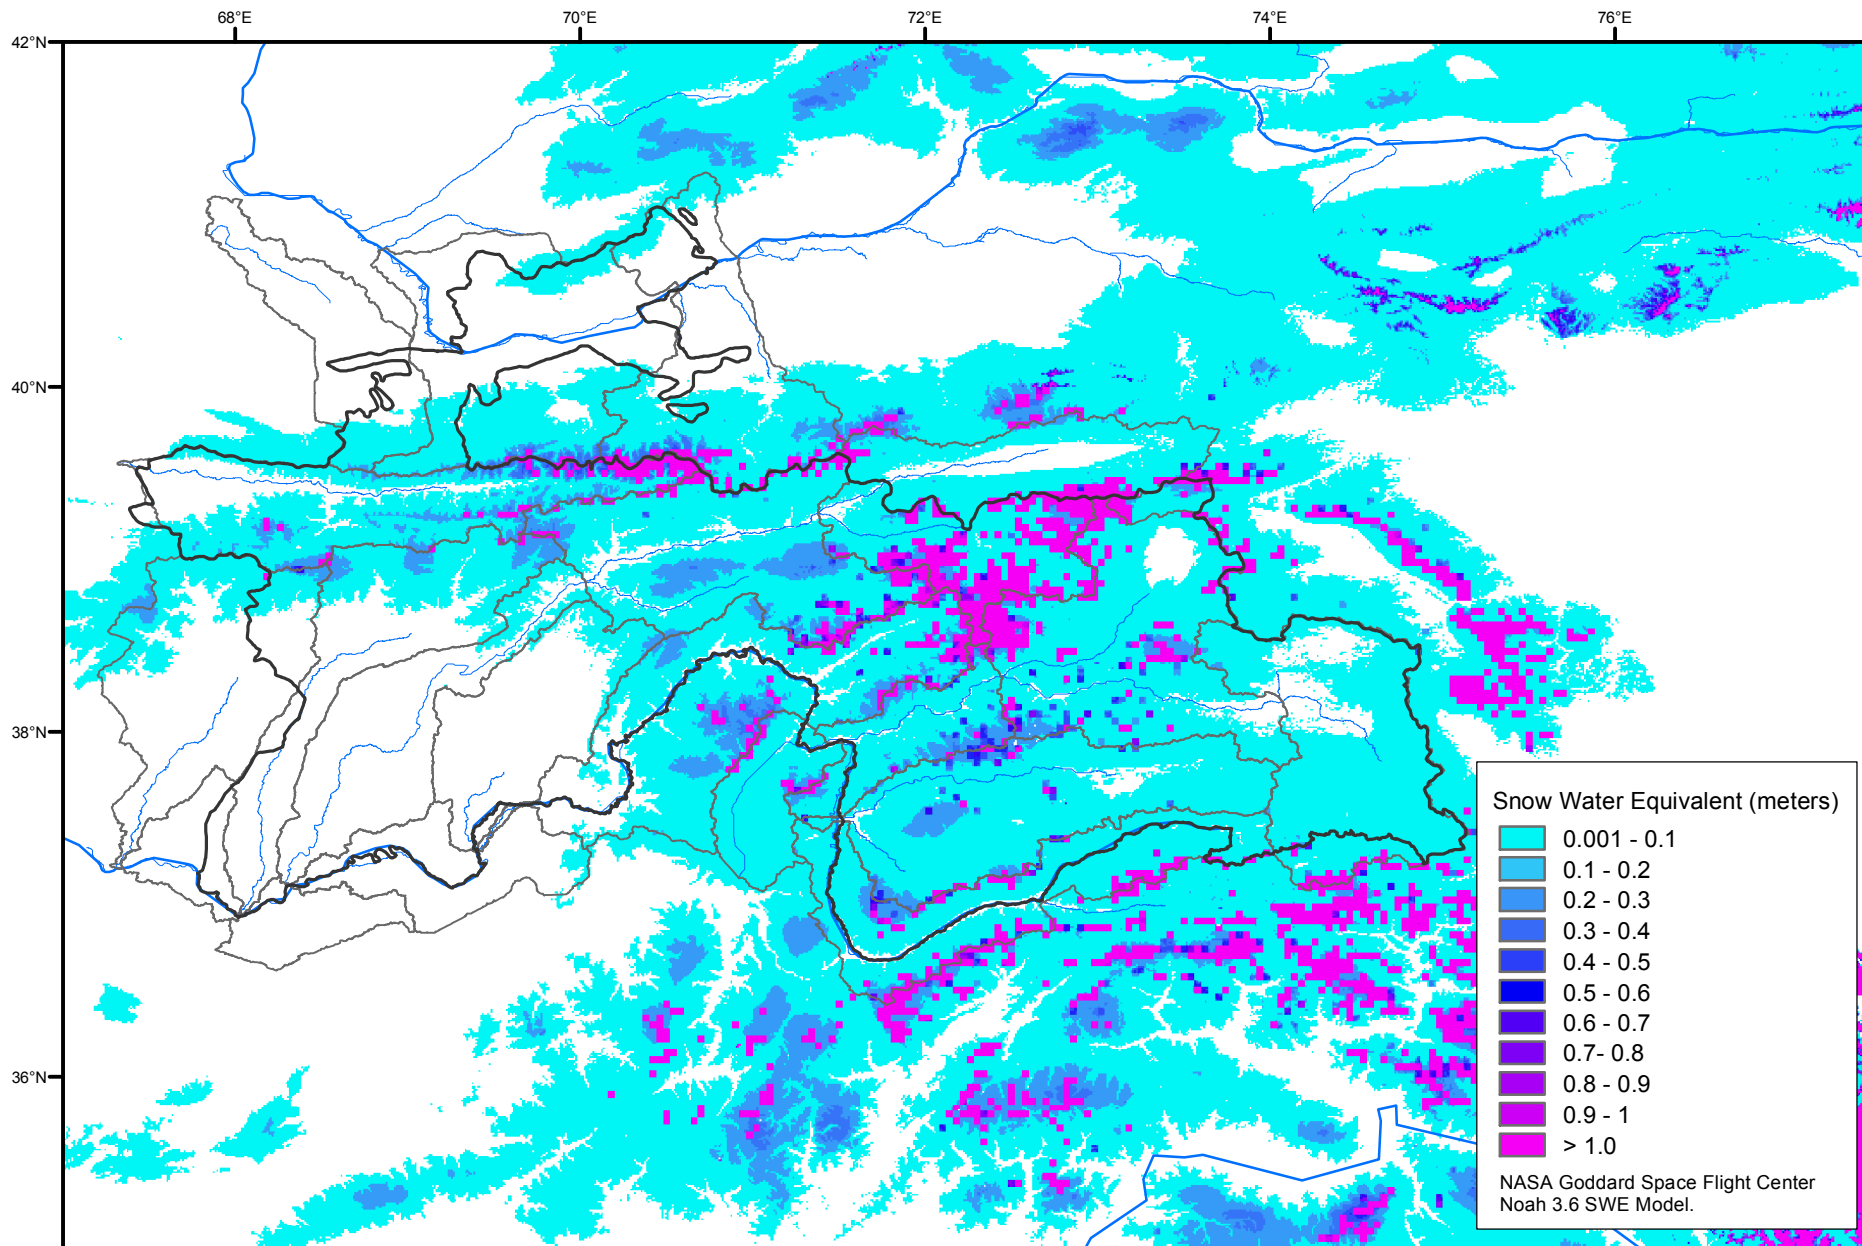 68°E
70°E
72°E
74°E
76°E
42°N
40°N
38°N
36°N
Snow Water Equivalent (meters)
0.001 - 0.1
0.1 - 0.2
0.2 - 0.3
0.3 - 0.4
0.4 - 0.5
0.5 - 0.6
0.6 - 0.7
0.7- 0.8
0.8 - 0.9
0.9 - 1
> 1.0
NASA Goddard Space Flight Center
Noah 3.6 SWE Model.